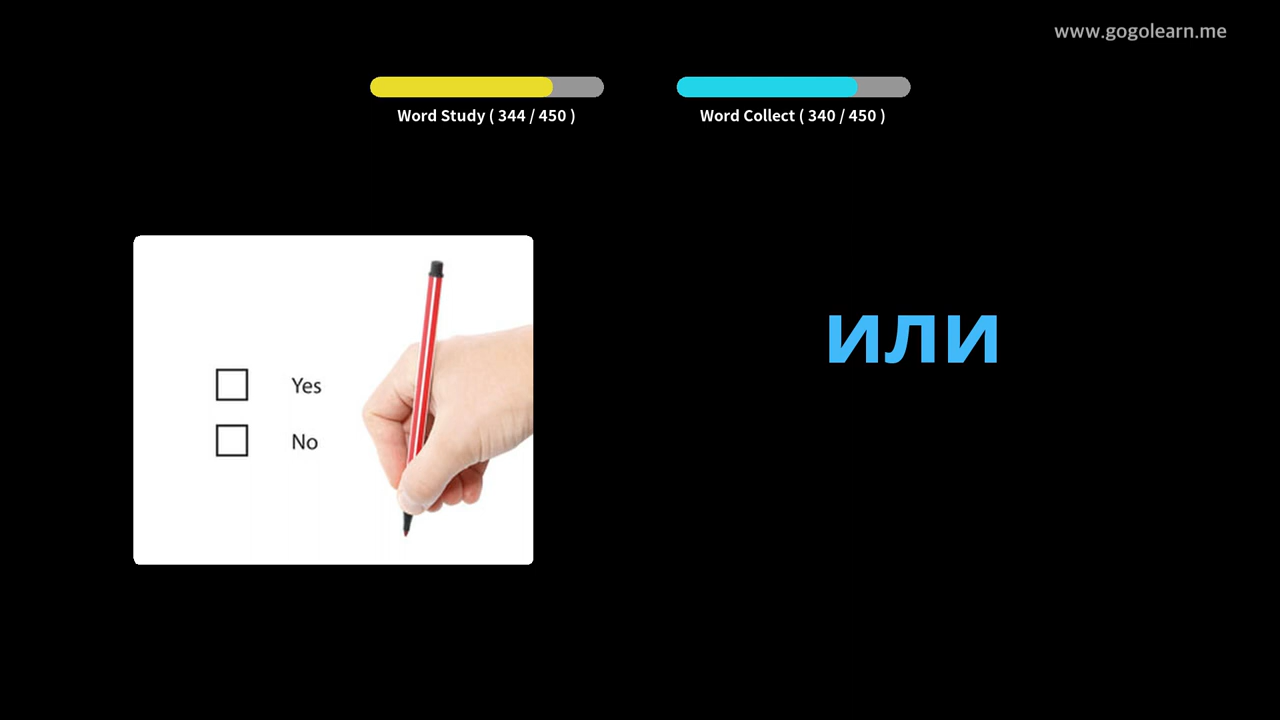 www.gogolearn.me
Word Study ( 344 / 450 )
Word Collect ( 340 / 450 )
Yes
No
или